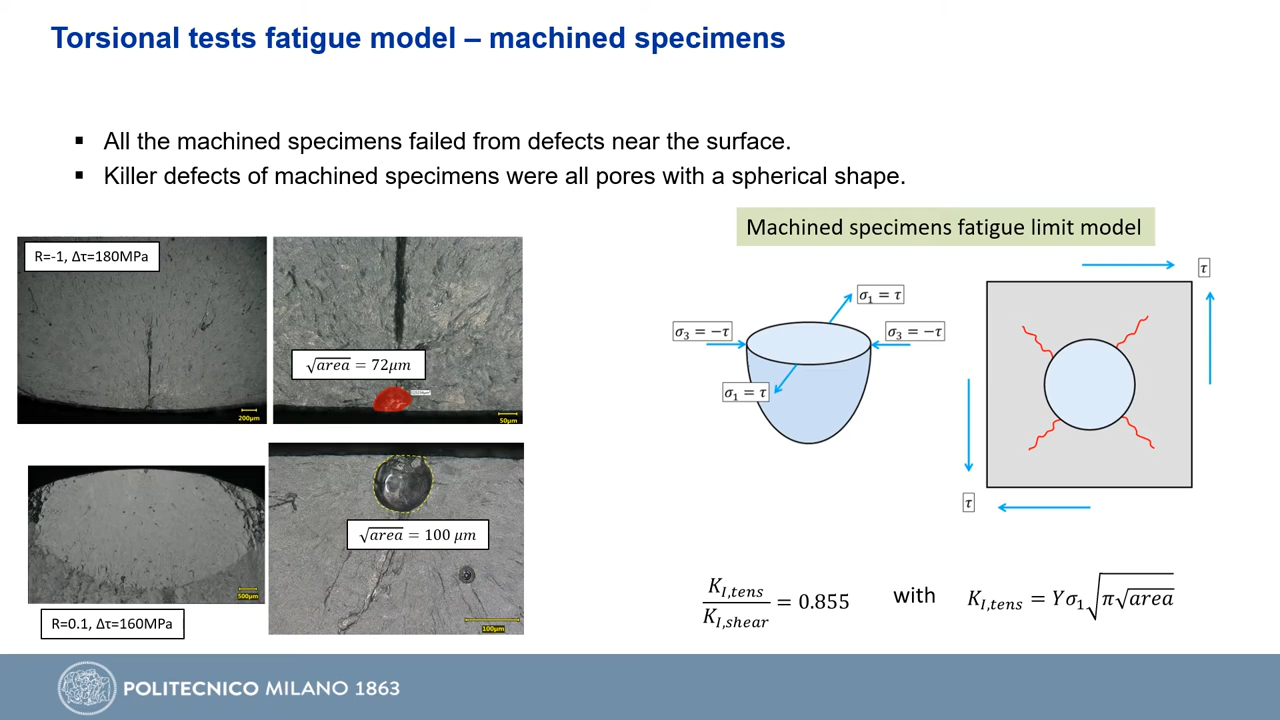 Torsional tests fatigue model – machined specimens
▪ All the machined specimens failed from defects near the surface.
▪ Killer defects of machined specimens were all pores with a spherical shape.
Machined specimens fatigue limit model
R=-1, Δτ=180MPa
200µm
√area = 72µm
50µm
√area = 100 µm
500µm
100µm
R=0.1, Δτ=160MPa
σ₁ = τ
σ₃ = −τ
σ₃ = −τ
σ₁ = τ
τ
τ
K_{I,tens} / K_{I,shear} = 0.855 with K_{I,tens} = Yσ₁√(π√area)
POLITECNICO MILANO 1863